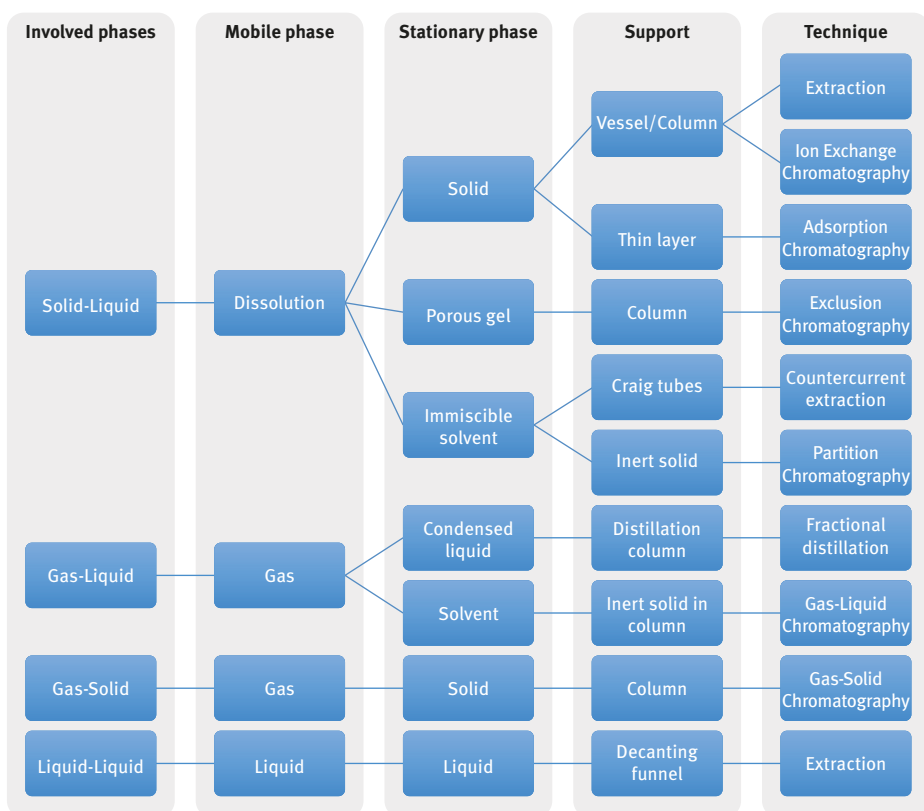 Involved phases
Mobile phase
Stationary phase
Support
Technique
Solid-Liquid
Dissolution
Solid
Vessel/Column
Extraction
Ion Exchange
Chromatography
Thin layer
Adsorption
Chromatography
Porous gel
Column
Exclusion
Chromatography
Immiscible
solvent
Craig tubes
Countercurrent
extraction
Inert solid
Partition
Chromatography
Gas-Liquid
Gas
Condensed
liquid
Distillation
column
Fractional
distillation
Solvent
Inert solid in
column
Gas-Liquid
Chromatography
Gas-Solid
Gas
Solid
Column
Gas-Solid
Chromatography
Liquid-Liquid
Liquid
Liquid
Decanting
funnel
Extraction